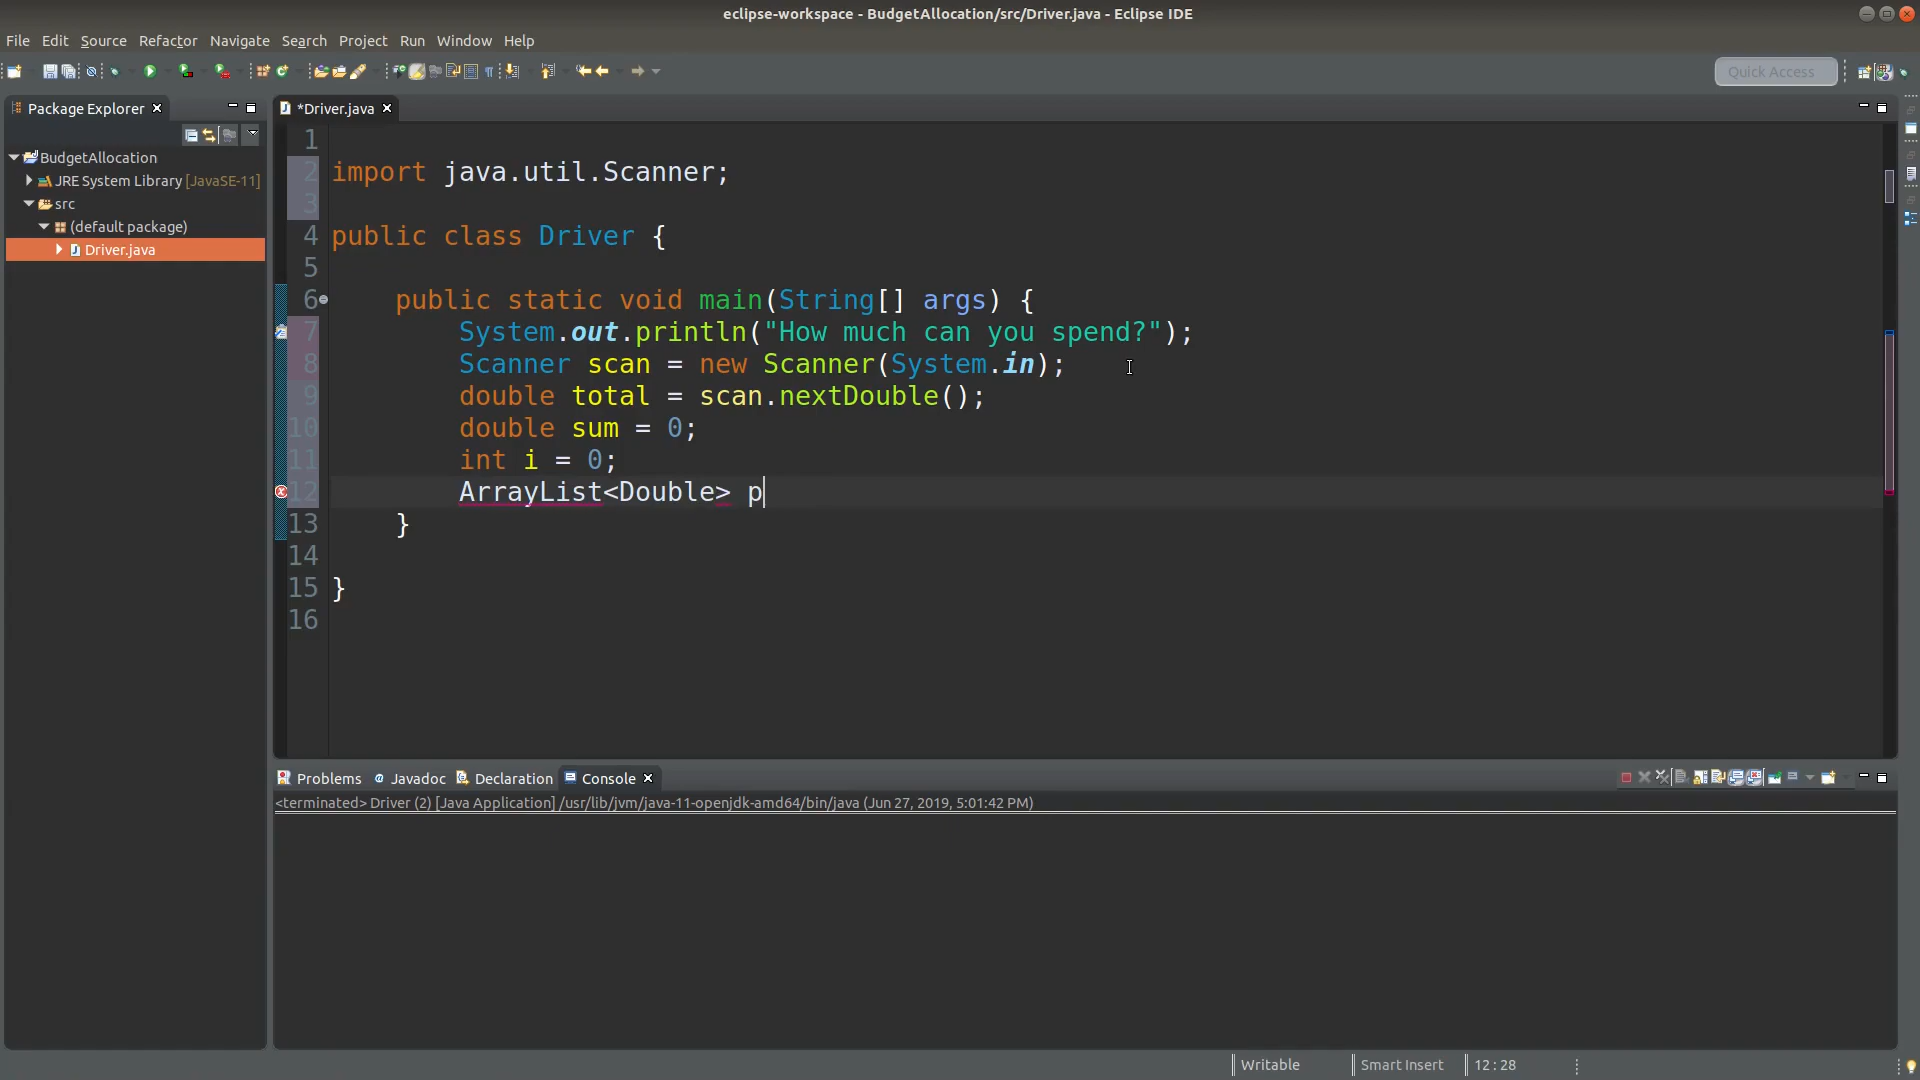 eclipse-workspace - BudgetAllocation/src/Driver.java - Eclipse IDE
File Edit Source Refactor Navigate Search Project Run Window Help
Quick Access
Package Explorer
BudgetAllocation
JRE System Library [JavaSE-11]
src
(default package)
Driver.java
*Driver.java
1
2 import java.util.Scanner;
3
4 public class Driver {
5
6 public static void main(String[] args) {
7 System.out.println("How much can you spend?");
8 Scanner scan = new Scanner(System.in);
9 double total = scan.nextDouble();
10 double sum = 0;
11 int i = 0;
12 ArrayList<Double> p
13 }
14
15 }
16
Problems Javadoc Declaration Console
<terminated> Driver (2) [Java Application] /usr/lib/jvm/java-11-openjdk-amd64/bin/java (Jun 27, 2019, 5:01:42 PM)
Writable Smart Insert 12 : 28